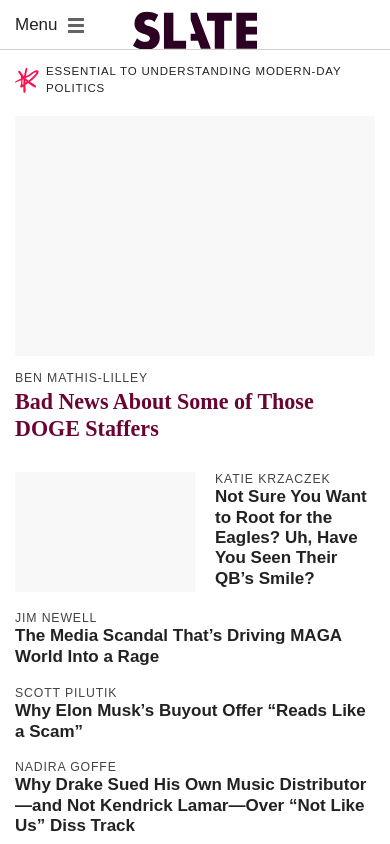 Menu
SLATE
ESSENTIAL TO UNDERSTANDING MODERN-DAY
POLITICS
BEN MATHIS-LILLEY
Bad News About Some of Those
DOGE Staffers
KATIE KRZACZEK
Not Sure You Want
to Root for the
Eagles? Uh, Have
You Seen Their
QB’s Smile?
JIM NEWELL
The Media Scandal That’s Driving MAGA
World Into a Rage
SCOTT PILUTIK
Why Elon Musk’s Buyout Offer “Reads Like
a Scam”
NADIRA GOFFE
Why Drake Sued His Own Music Distributor
—and Not Kendrick Lamar—Over “Not Like
Us” Diss Track